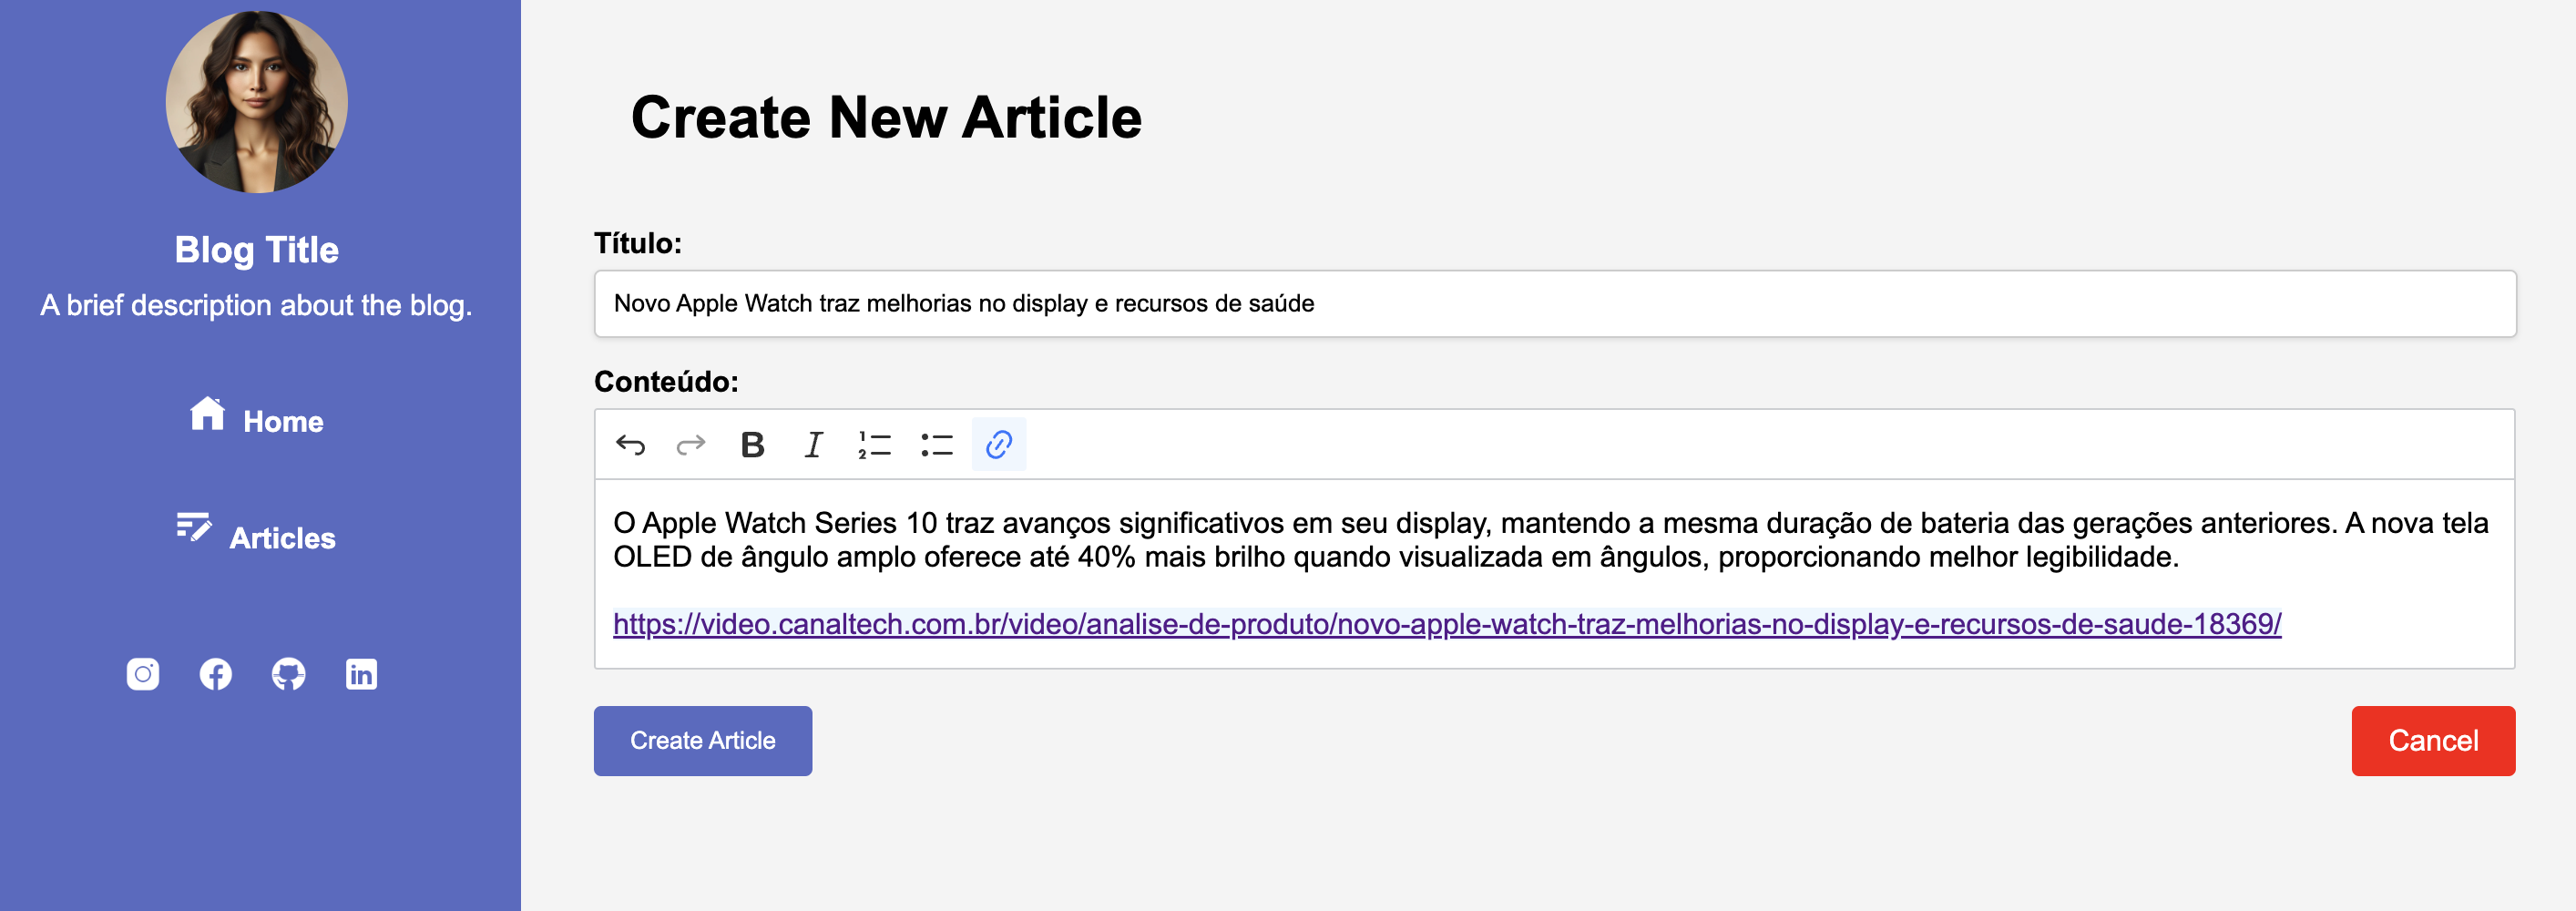 Blog Title
A brief description about the blog.
Home
Articles
Create New Article
Título:
Novo Apple Watch traz melhorias no display e recursos de saúde
Conteúdo:
O Apple Watch Series 10 traz avanços significativos em seu display, mantendo a mesma duração de bateria das gerações anteriores. A nova tela
OLED de ângulo amplo oferece até 40% mais brilho quando visualizada em ângulos, proporcionando melhor legibilidade.
https://video.canaltech.com.br/video/analise-de-produto/novo-apple-watch-traz-melhorias-no-display-e-recursos-de-saude-18369/
Create Article
Cancel